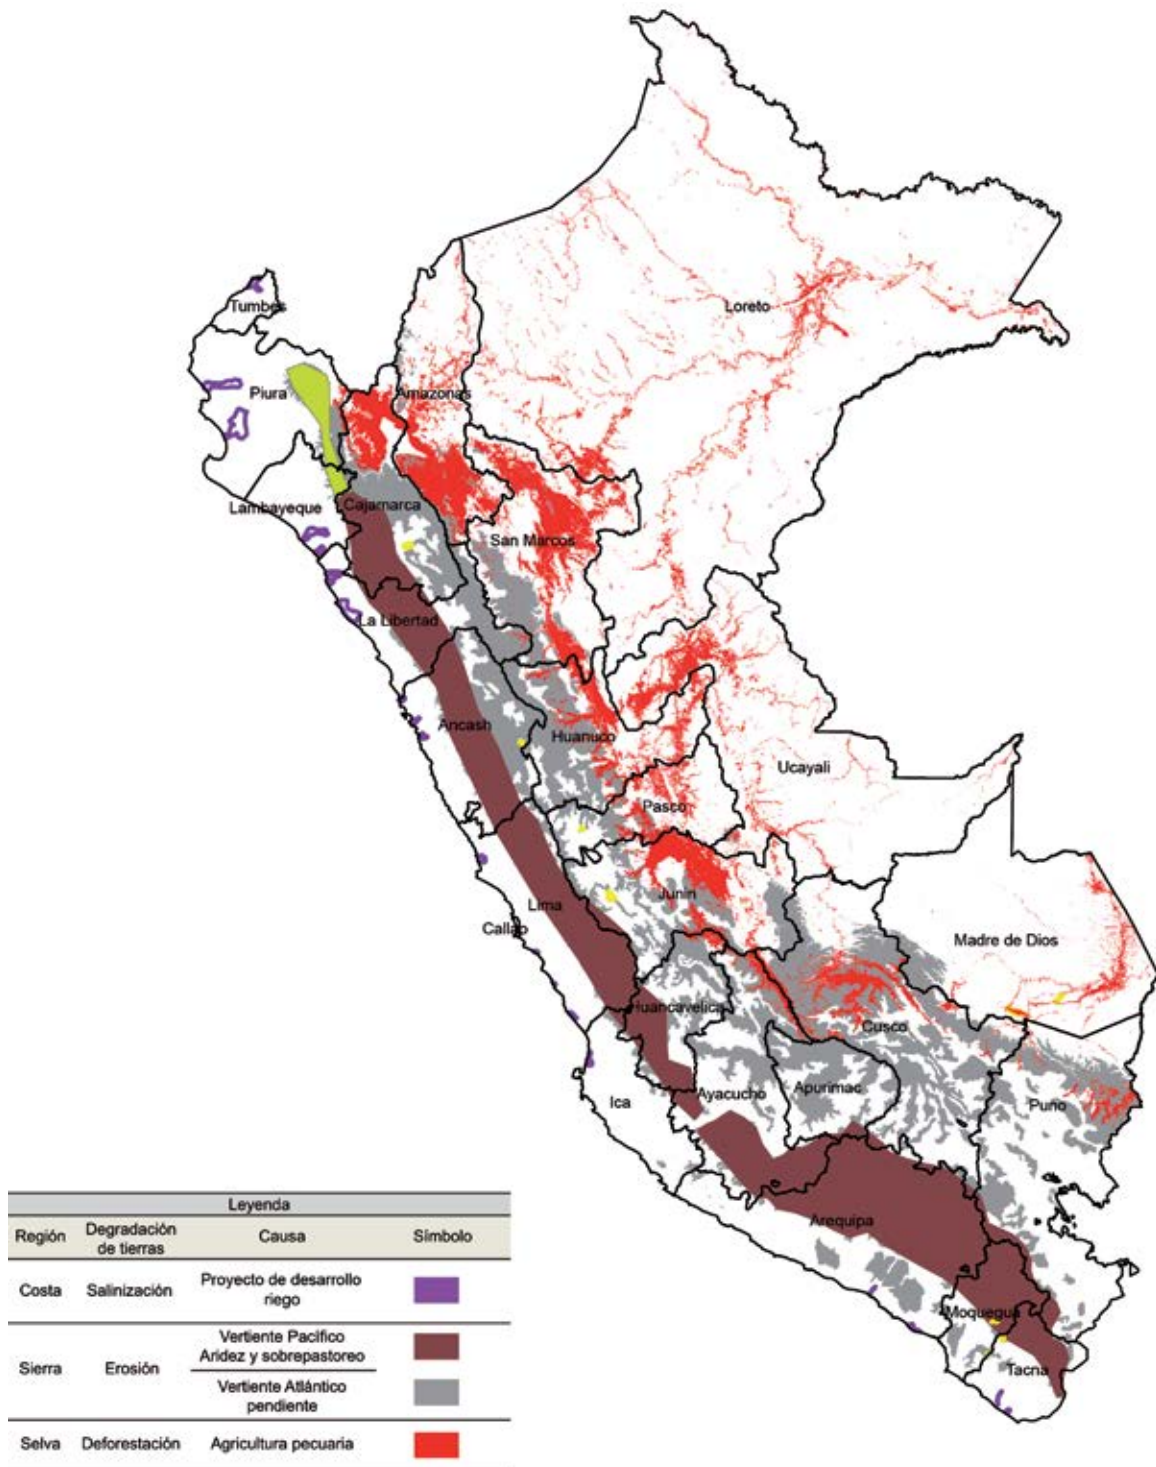 Tumbes
Loreto
Piura
Amazonas
Lambayeque
Cajamarca
San Marcos
La Libertad
Ancash
Huanuco
Ucayali
Pasco
Junín
Lima
Callao
Madre de Dios
Huancavelica
Cusco
Ica
Ayacucho
Apurimac
Puno
Arequipa
Moquegua
Tacna
Leyenda
Región Degradación de tierras Causa Símbolo
Costa Salinización Proyecto de desarrollo riego
Sierra Erosión Vertiente Pacífico
Aridez y sobrepastoreo
Vertiente Atlántico
pendiente
Selva Deforestación Agricultura pecuaria